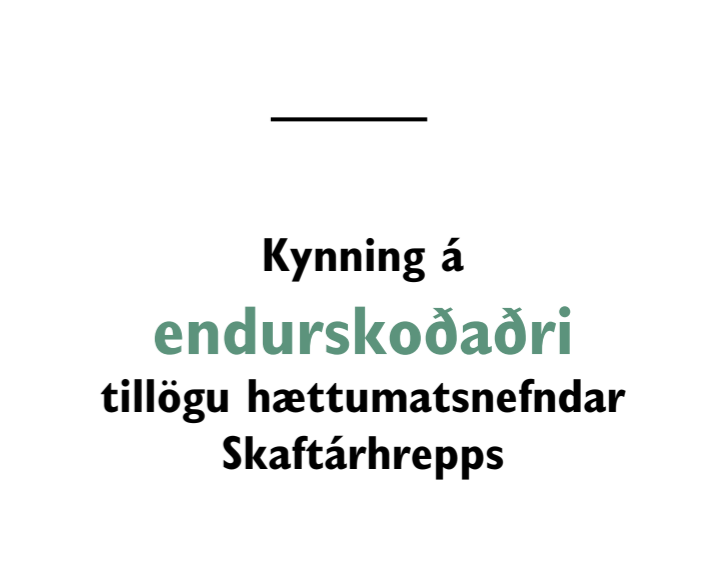 Kynning á
endurskoðaðri
tillögu hættumatsnefndar
Skaftárhrepps